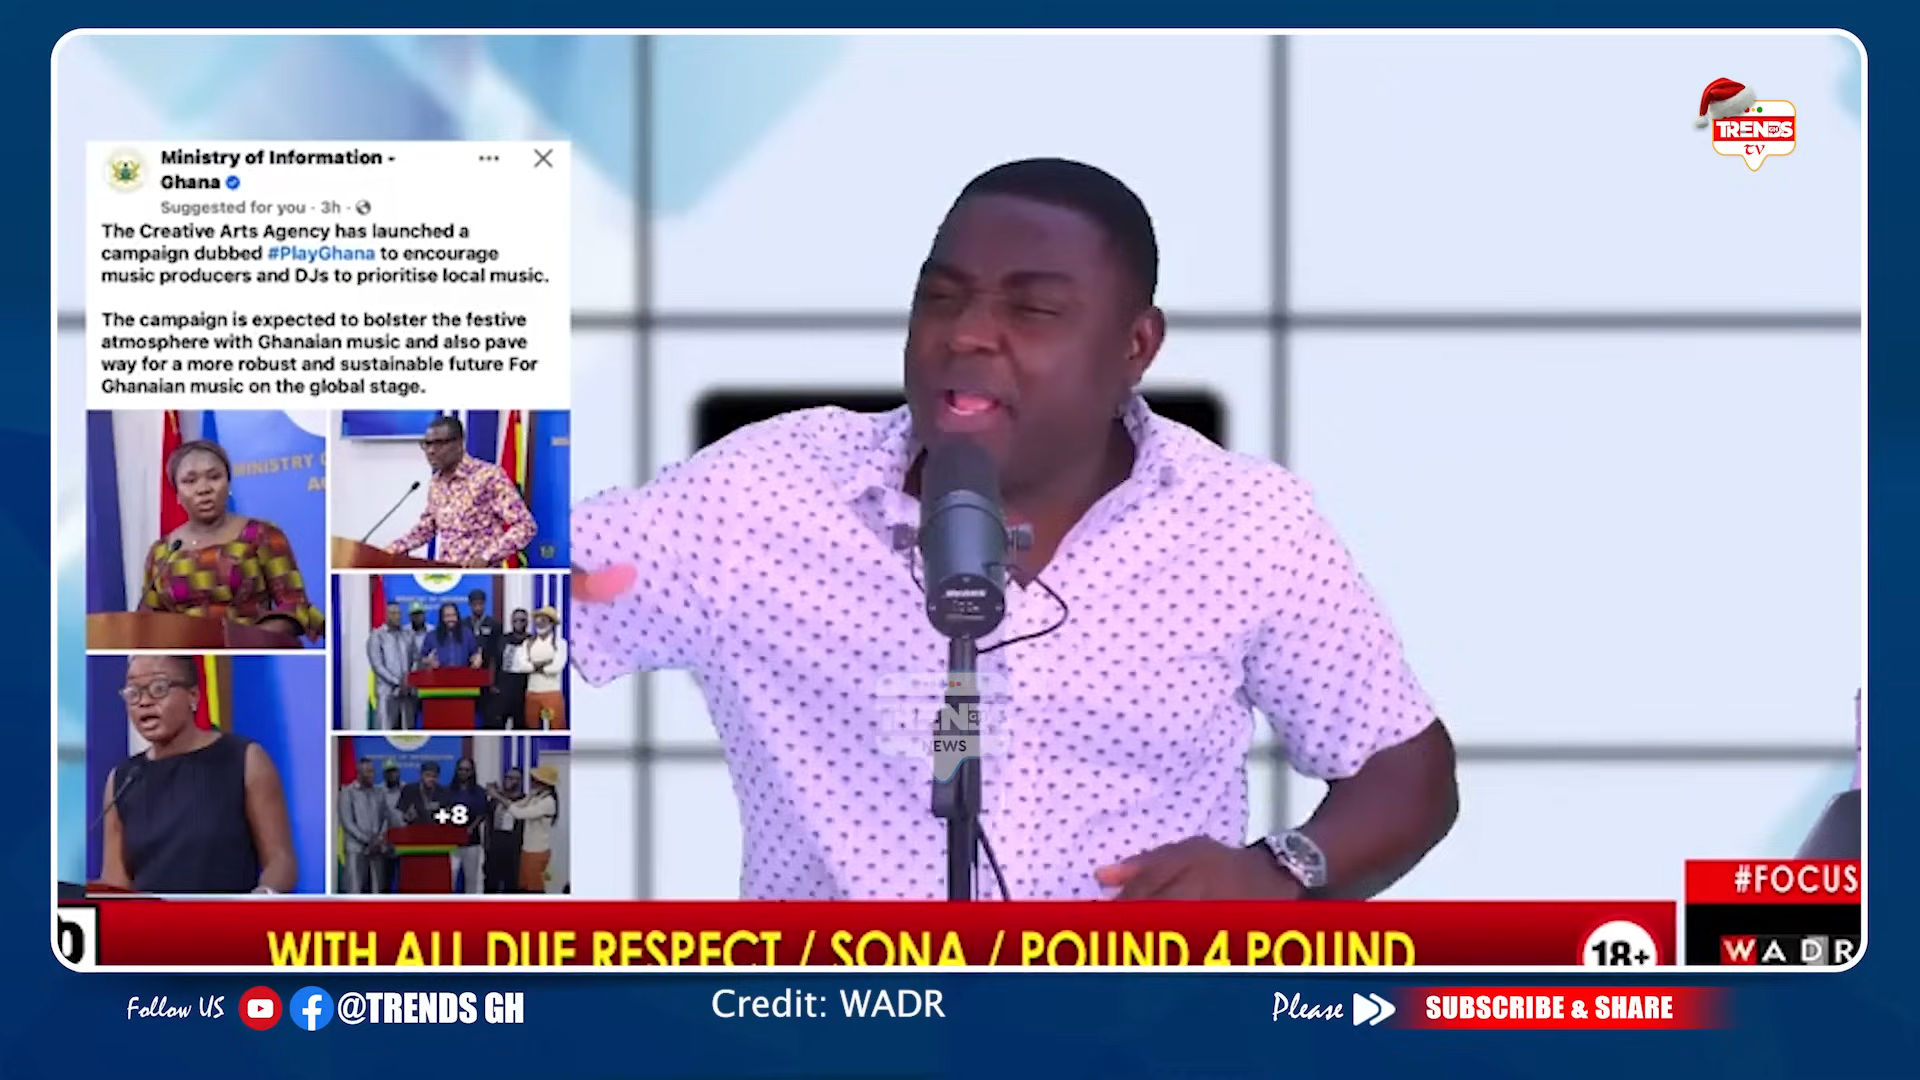 TRENDS
TV
Ministry of Information -
Ghana
Suggested for you · 3h ·
The Creative Arts Agency has launched a
campaign dubbed #PlayGhana to encourage
music producers and DJs to prioritise local music.
The campaign is expected to bolster the festive
atmosphere with Ghanaian music and also pave
way for a more robust and sustainable future For
Ghanaian music on the global stage.
MINISTRY
+8
TRENDS
NEWS
#FOCUS
WITH ALL DUE RESPECT / SONA / POUND 4 POUND
18+
WADR
Follow US
@TRENDS GH
Credit: WADR
Please
SUBSCRIBE & SHARE